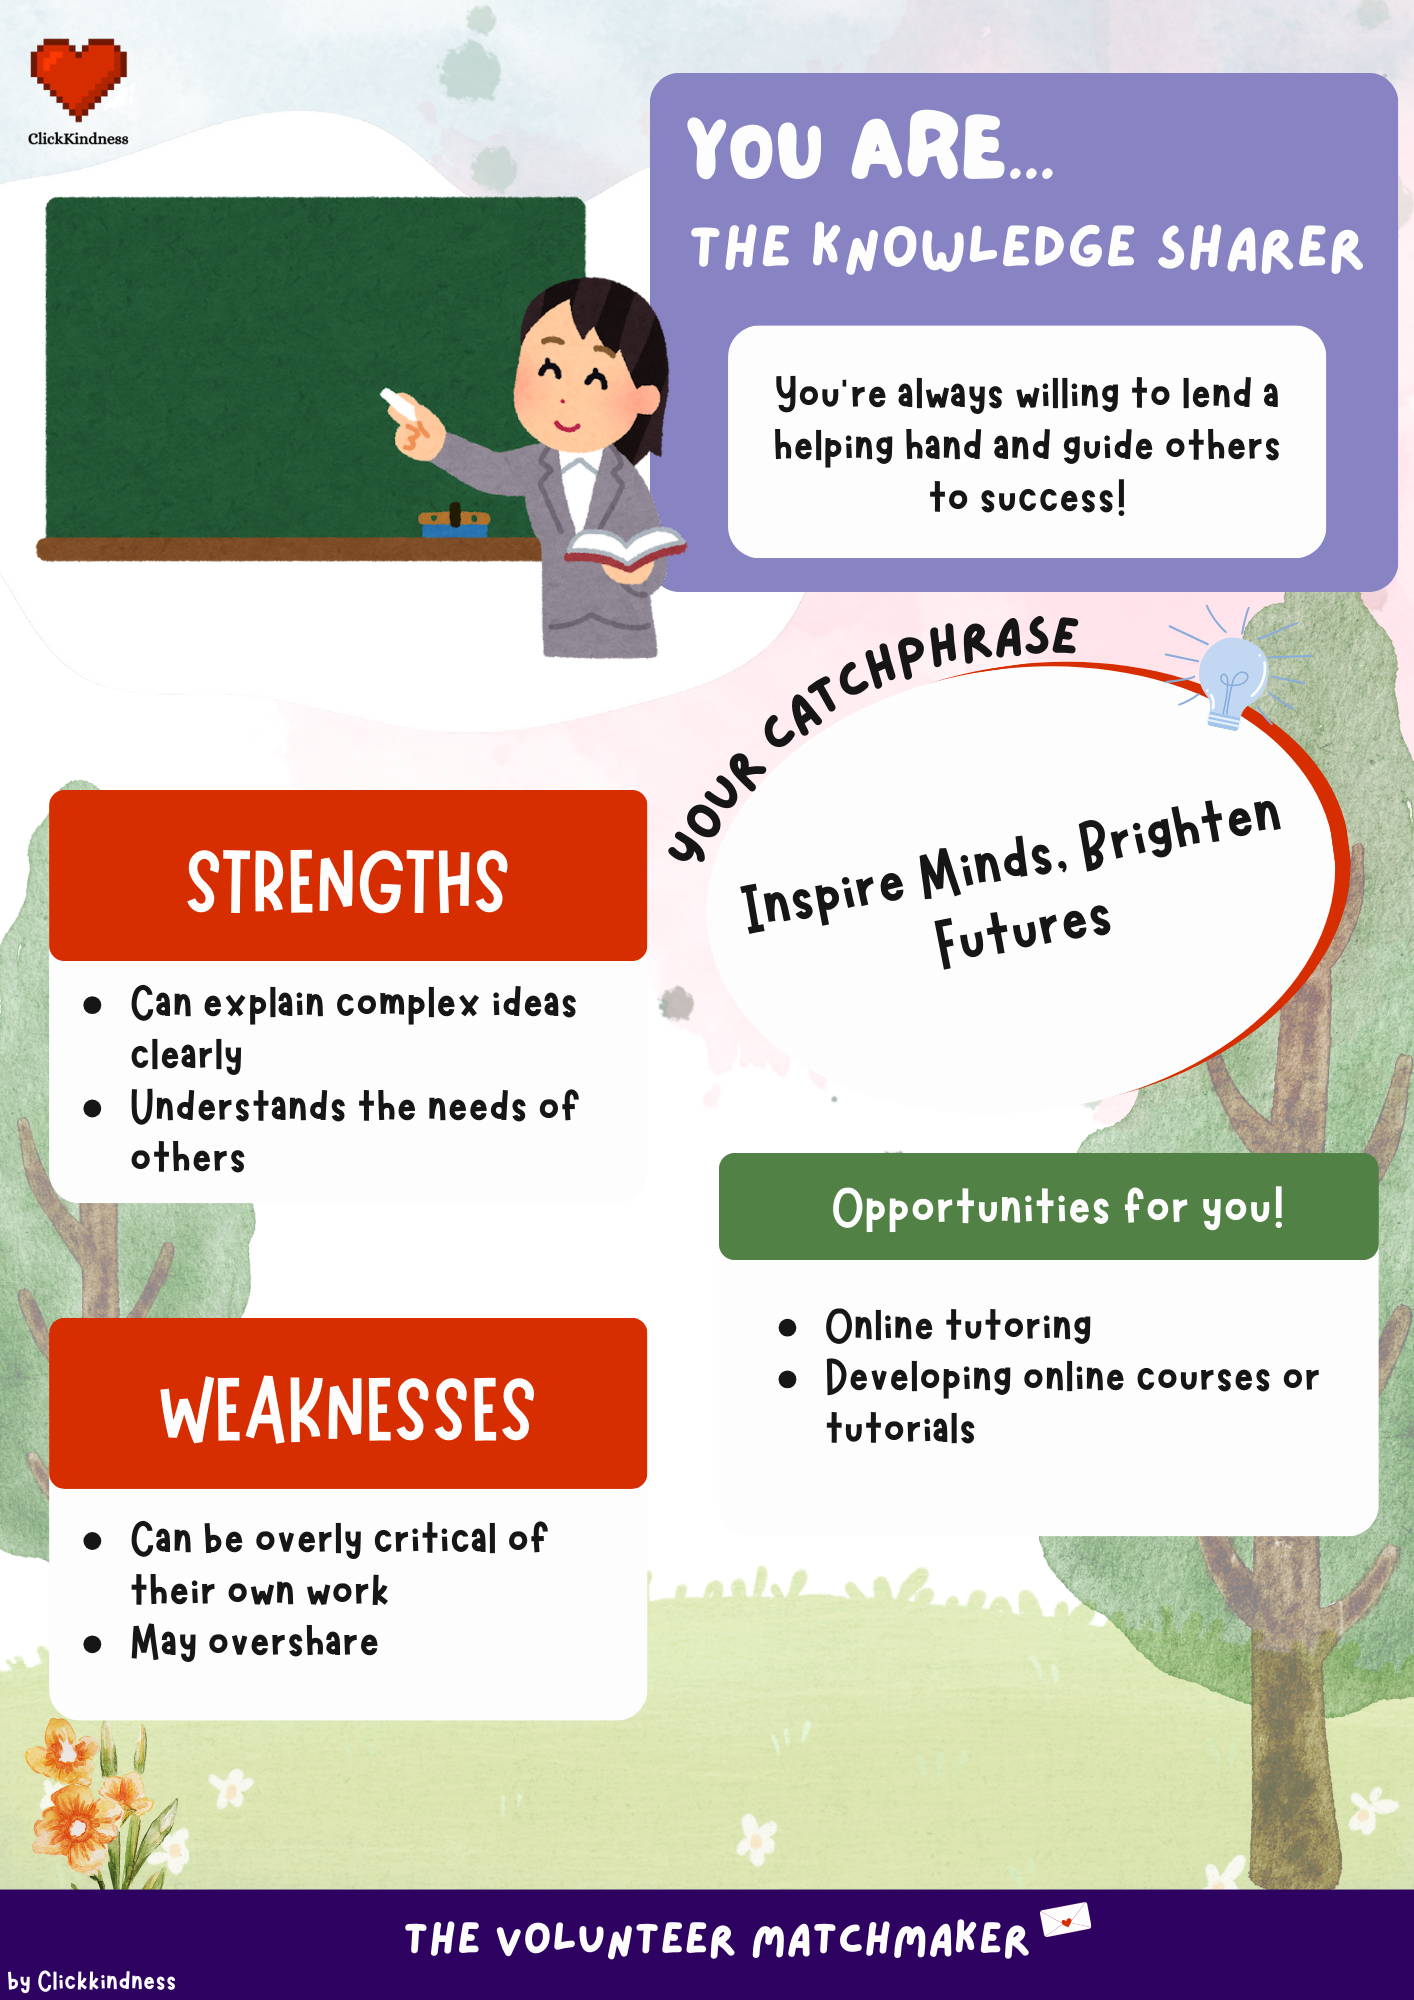 ClickKindness
YOU ARE...
THE KNOWLEDGE SHARER
You're always willing to lend a
helping hand and guide others
to success!
YOUR CATCHPHRASE
Inspire Minds, Brighten
Futures
STRENGTHS
● Can explain complex ideas
clearly
● Understands the needs of
others
Opportunities for you!
● Online tutoring
● Developing online courses or
tutorials
WEAKNESSES
● Can be overly critical of
their own work
● May overshare
THE VOLUNTEER MATCHMAKER
by Clickkindness